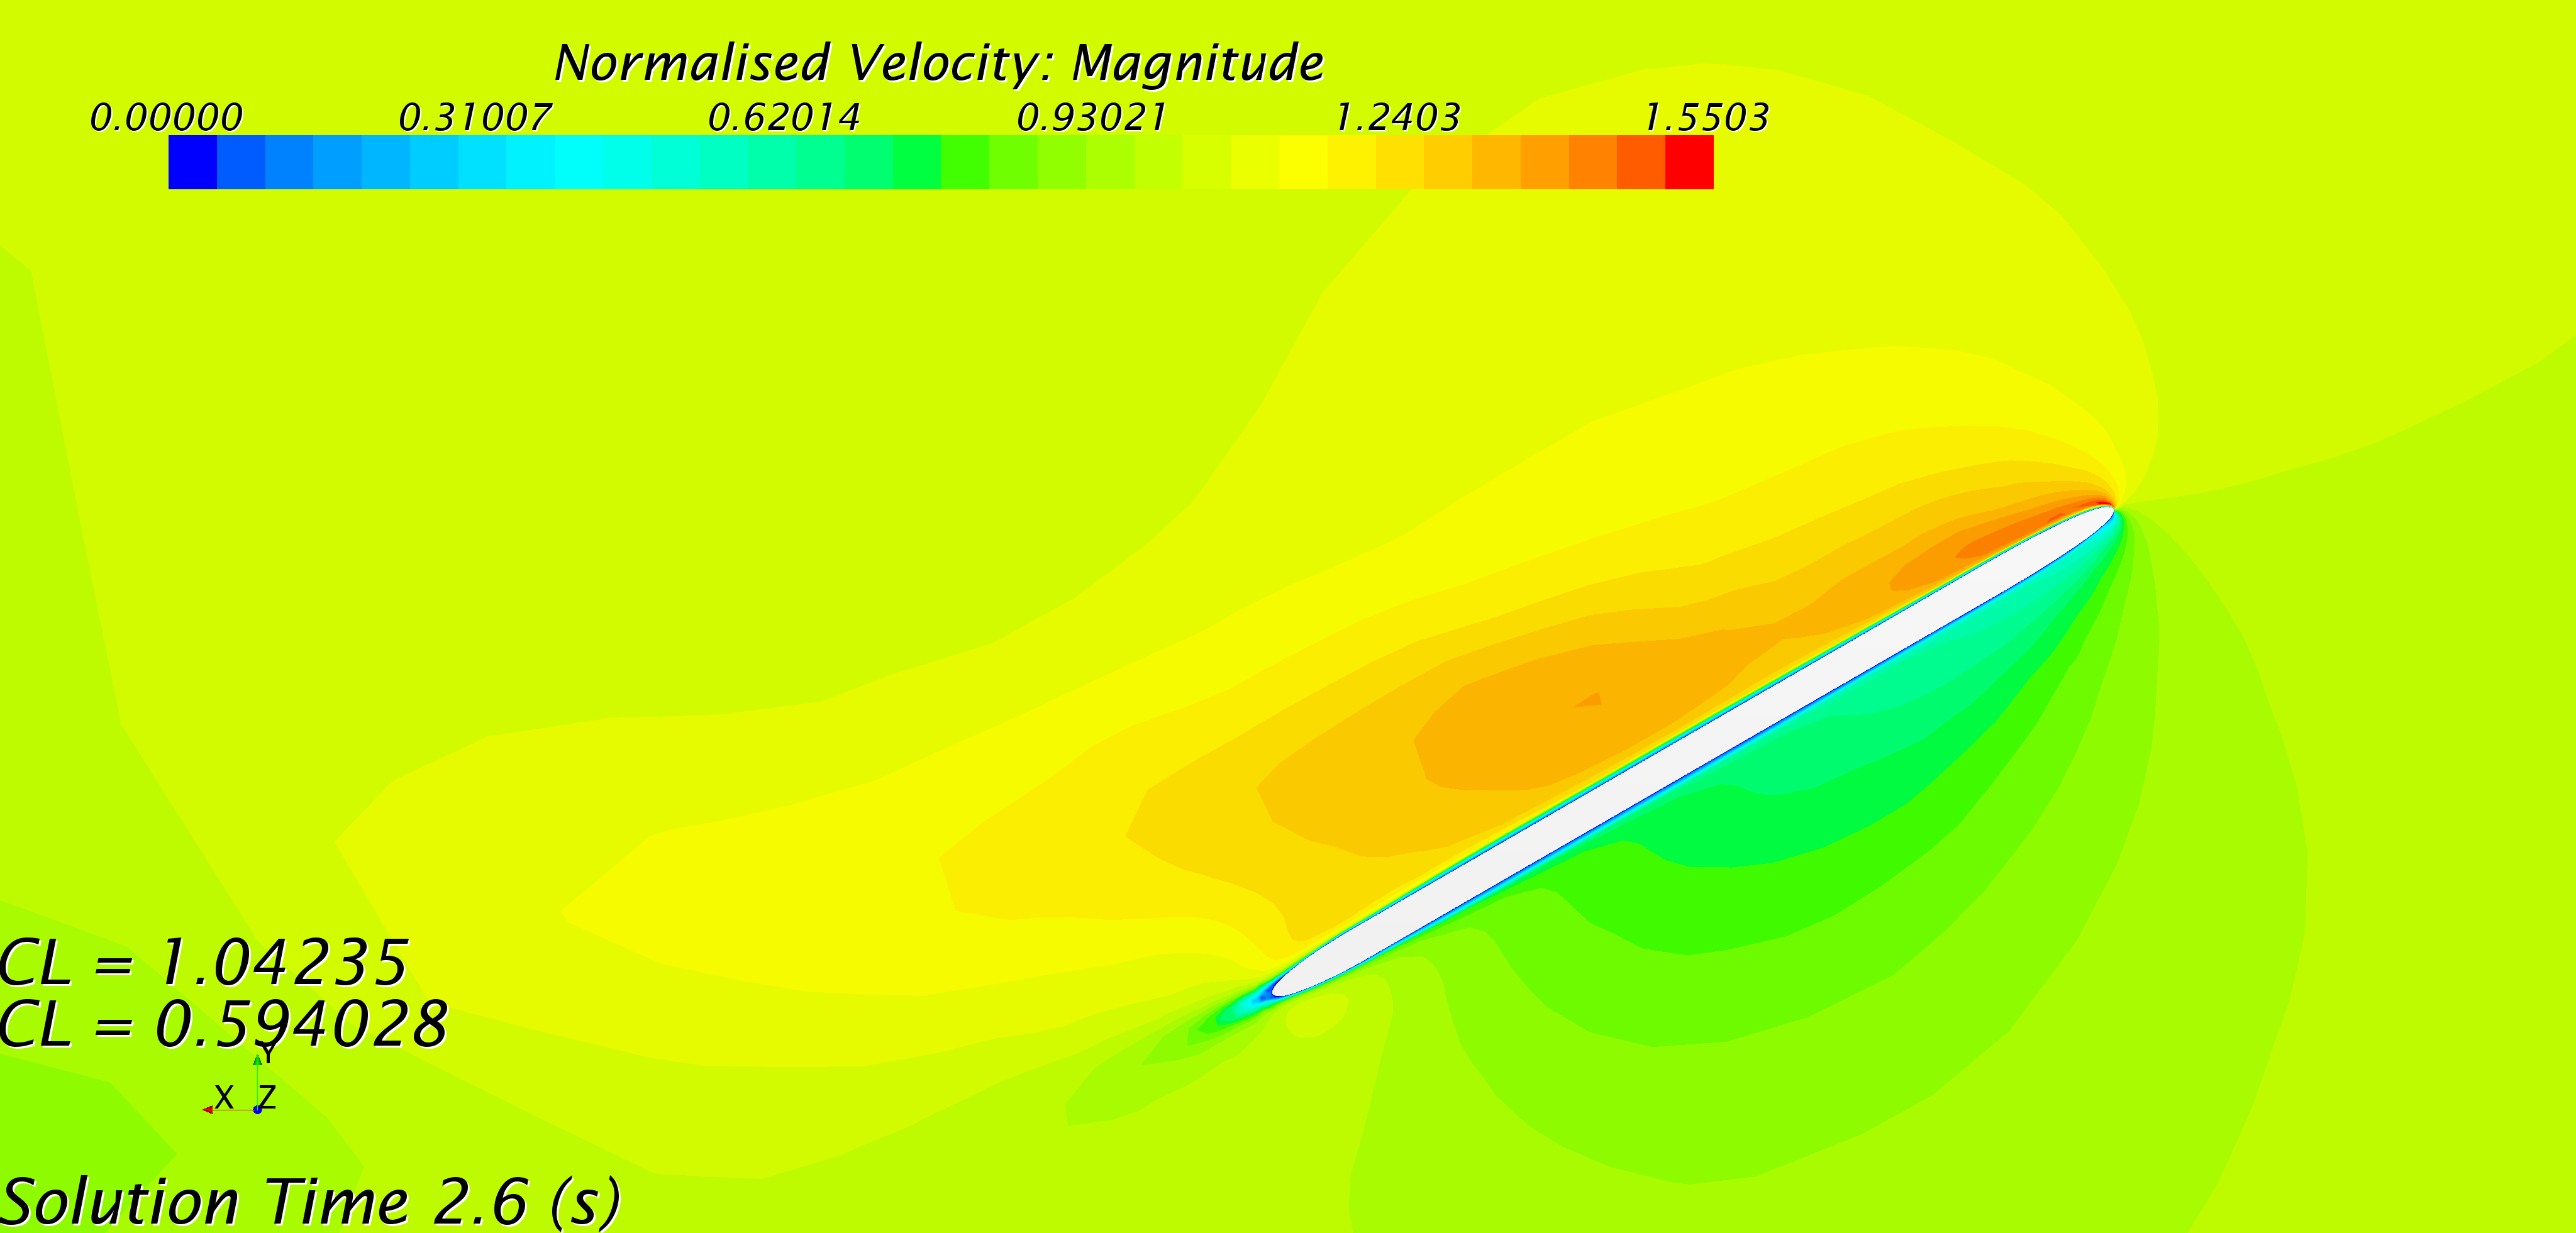 Normalised Velocity: Magnitude
0.00000 0.31007 0.62014 0.93021 1.2403 1.5503
CL = 1.04235
CL = 0.594028
Y
X Z
Solution Time 2.6 (s)